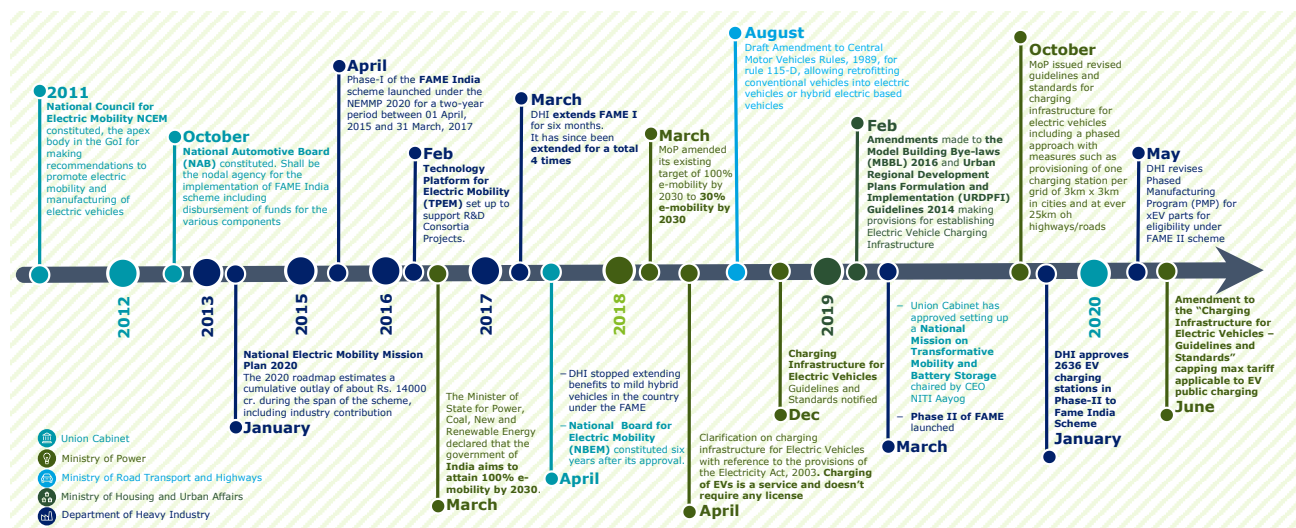 2011
National Council for
Electric Mobility NCEM
constituted, the apex
body in the GoI for
making
recommendations to
promote electric
mobility and
manufacturing of
electric vehicles
October
National Automotive Board
(NAB) constituted. Shall be
the nodal agency for the
implementation of FAME India
scheme including
disbursement of funds for the
various components
April
Phase-I of the FAME India
scheme launched under the
NEMMP 2020 for a two-year
period between 01 April,
2015 and 31 March, 2017
Feb
Technology
Platform for
Electric Mobility
(TPEM) set up to
support R&D
Consortia
Projects.
March
DHI extends FAME I
for six months.
It has since been
extended for a total
4 times
March
MoP amended
its existing
target of 100%
e-mobility by
2030 to 30%
e-mobility by
2030
August
Draft Amendment to Central
Motor Vehicles Rules, 1989, for
rule 115-D, allowing retrofitting
conventional vehicles into electric
vehicles or hybrid electric based
vehicles
Feb
Amendments made to the
Model Building Bye-laws
(MBBL) 2016 and Urban
Regional Development
Plans Formulation and
Implementation (URDPFI)
Guidelines 2014 making
provisions for establishing
Electric Vehicle Charging
Infrastructure
October
MoP issued revised
guidelines and
standards for
charging
infrastructure for
electric vehicles
including a phased
approach with
measures such as
provisioning of one
charging station per
grid of 3km x 3km
in cities and at ever
25km oh
highways/roads
May
DHI revises
Phased
Manufacturing
Program (PMP) for
xEV parts for
eligibility under
FAME II scheme
2012
2013
2015
2016
2017
2018
2019
2020
National Electric Mobility Mission
Plan 2020
The 2020 roadmap estimates a
cumulative outlay of about Rs. 14000
cr. during the span of the scheme,
including industry contribution
January
The Minister of
State for Power,
Coal, New and
Renewable Energy
declared that the
government of
India aims to
attain 100% e-
mobility by 2030.
March
– DHI stopped extending
benefits to mild hybrid
vehicles in the country
under the FAME
– National Board for
Electric Mobility
(NBEM) constituted six
years after its approval.
April
Clarification on charging
infrastructure for Electric Vehicles
with reference to the provisions of
the Electricity Act, 2003. Charging
of EVs is a service and doesn't
require any license
April
Charging
Infrastructure for
Electric Vehicles
Guidelines and
Standards notified
Dec
– Union Cabinet has
approved setting up
a National
Mission on
Transformative
Mobility and
Battery Storage
chaired by CEO
NITI Aayog
– Phase II of FAME
launched
March
DHI approves
2636 EV
charging
stations in
Phase-II to
Fame India
Scheme
January
Amendment to
the “Charging
Infrastructure for
Electric Vehicles –
Guidelines and
Standards”
capping max tariff
applicable to EV
public charging
June
Union Cabinet
Ministry of Power
Ministry of Road Transport and Highways
Ministry of Housing and Urban Affairs
Department of Heavy Industry